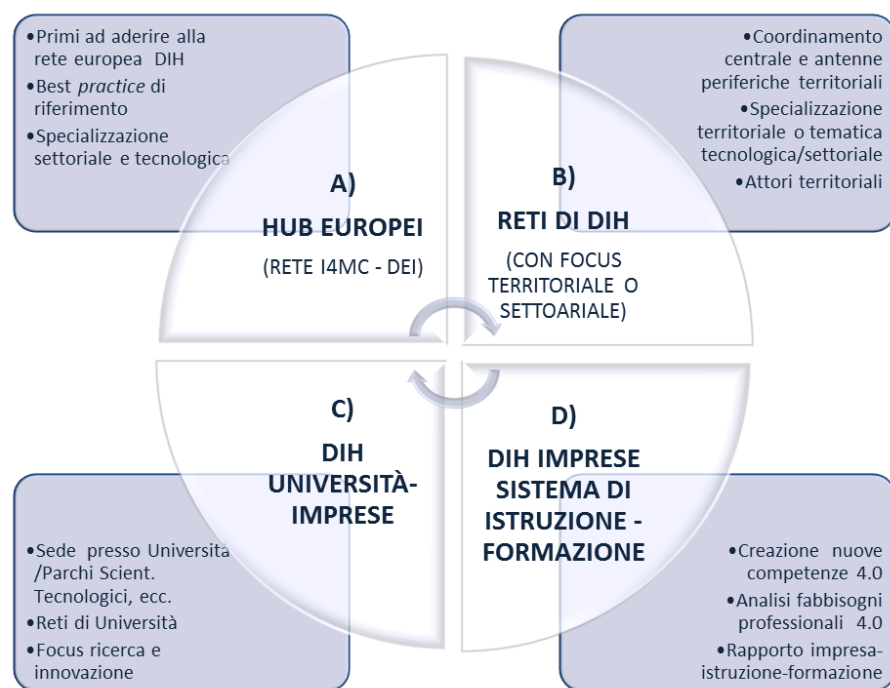 •Primi ad aderire alla
rete europea DIH
•Best practice di
riferimento
•Specializzazione
settoriale e tecnologica
•Coordinamento
centrale e antenne
periferiche territoriali
•Specializzazione
territoriale o tematica
tecnologica/settoriale
•Attori territoriali
A)
HUB EUROPEI
(RETE I4MC - DEI)
B)
RETI DI DIH
(CON FOCUS
TERRITORIALE O
SETTOARIALE)
C)
DIH
UNIVERSITÀ-
IMPRESE
D)
DIH IMPRESE
SISTEMA DI
ISTRUZIONE -
FORMAZIONE
•Sede presso Università
/Parchi Scient.
Tecnologici, ecc.
•Reti di Università
•Focus ricerca e
innovazione
•Creazione nuove
competenze 4.0
•Analisi fabbisogni
professionali 4.0
•Rapporto impresa-
istruzione-formazione